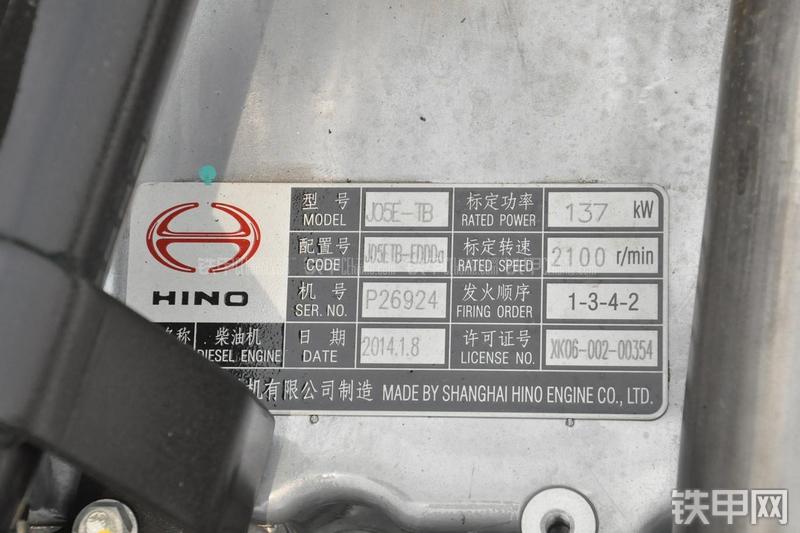 型 号 J05E-TB 标定功率 137 kW
MODEL RATED POWER
配置号 J05ETB-EDDDa 标定转速 2100 r/min
CODE RATED SPEED
HINO
机 号 P26924 发火顺序 1-3-4-2
SER. NO. FIRING ORDER
名称 柴油机 日 期 2014.1.8 许可证号 XK06-002-00354
DIESEL ENGINE DATE LICENSE NO.
机有限公司制造 MADE BY SHANGHAI HINO ENGINE CO., LTD.
铁甲网